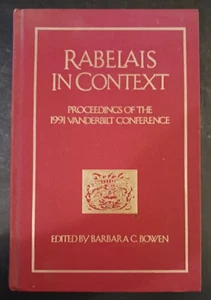 RABELAIS
IN CONTEXT
PROCEEDINGS OF THE
1991 VANDERBILT CONFERENCE
EDITED BY BARBARA C. BOWEN